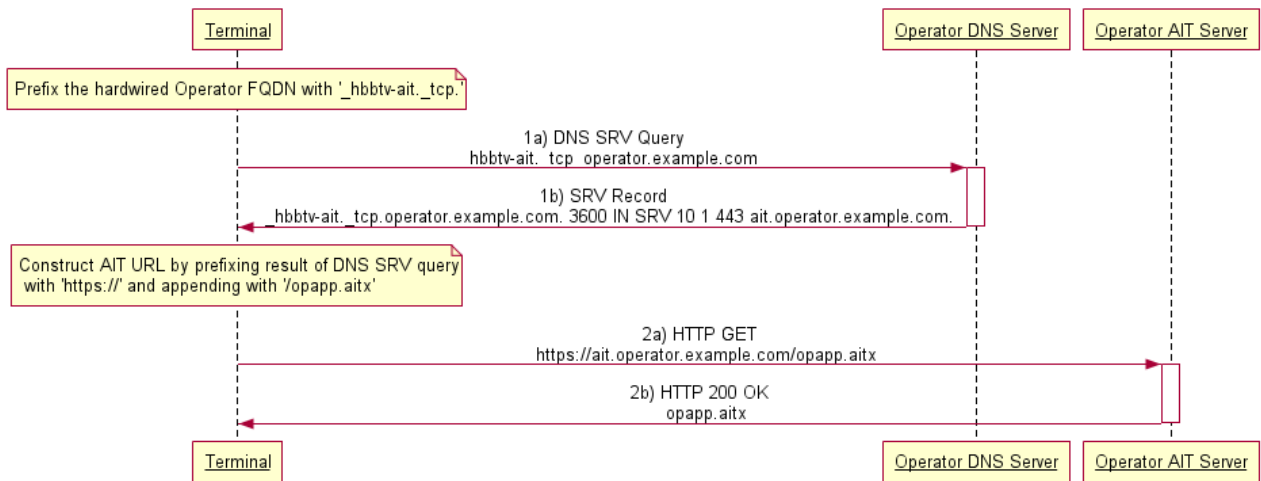 Terminal
Operator DNS Server
Operator AIT Server
Prefix the hardwired Operator FQDN with '_hbbtv-ait._tcp.'
1a) DNS SRV Query
hbbtv-ait. tcp operator.example.com
1b) SRV Record
_hbbtv-ait._tcp.operator.example.com. 3600 IN SRV 10 1 443 ait.operator.example.com.
Construct AIT URL by prefixing result of DNS SRV query
with 'https://' and appending with '/opapp.aitx'
2a) HTTP GET
https://ait.operator.example.com/opapp.aitx
2b) HTTP 200 OK
opapp.aitx
Terminal
Operator DNS Server
Operator AIT Server